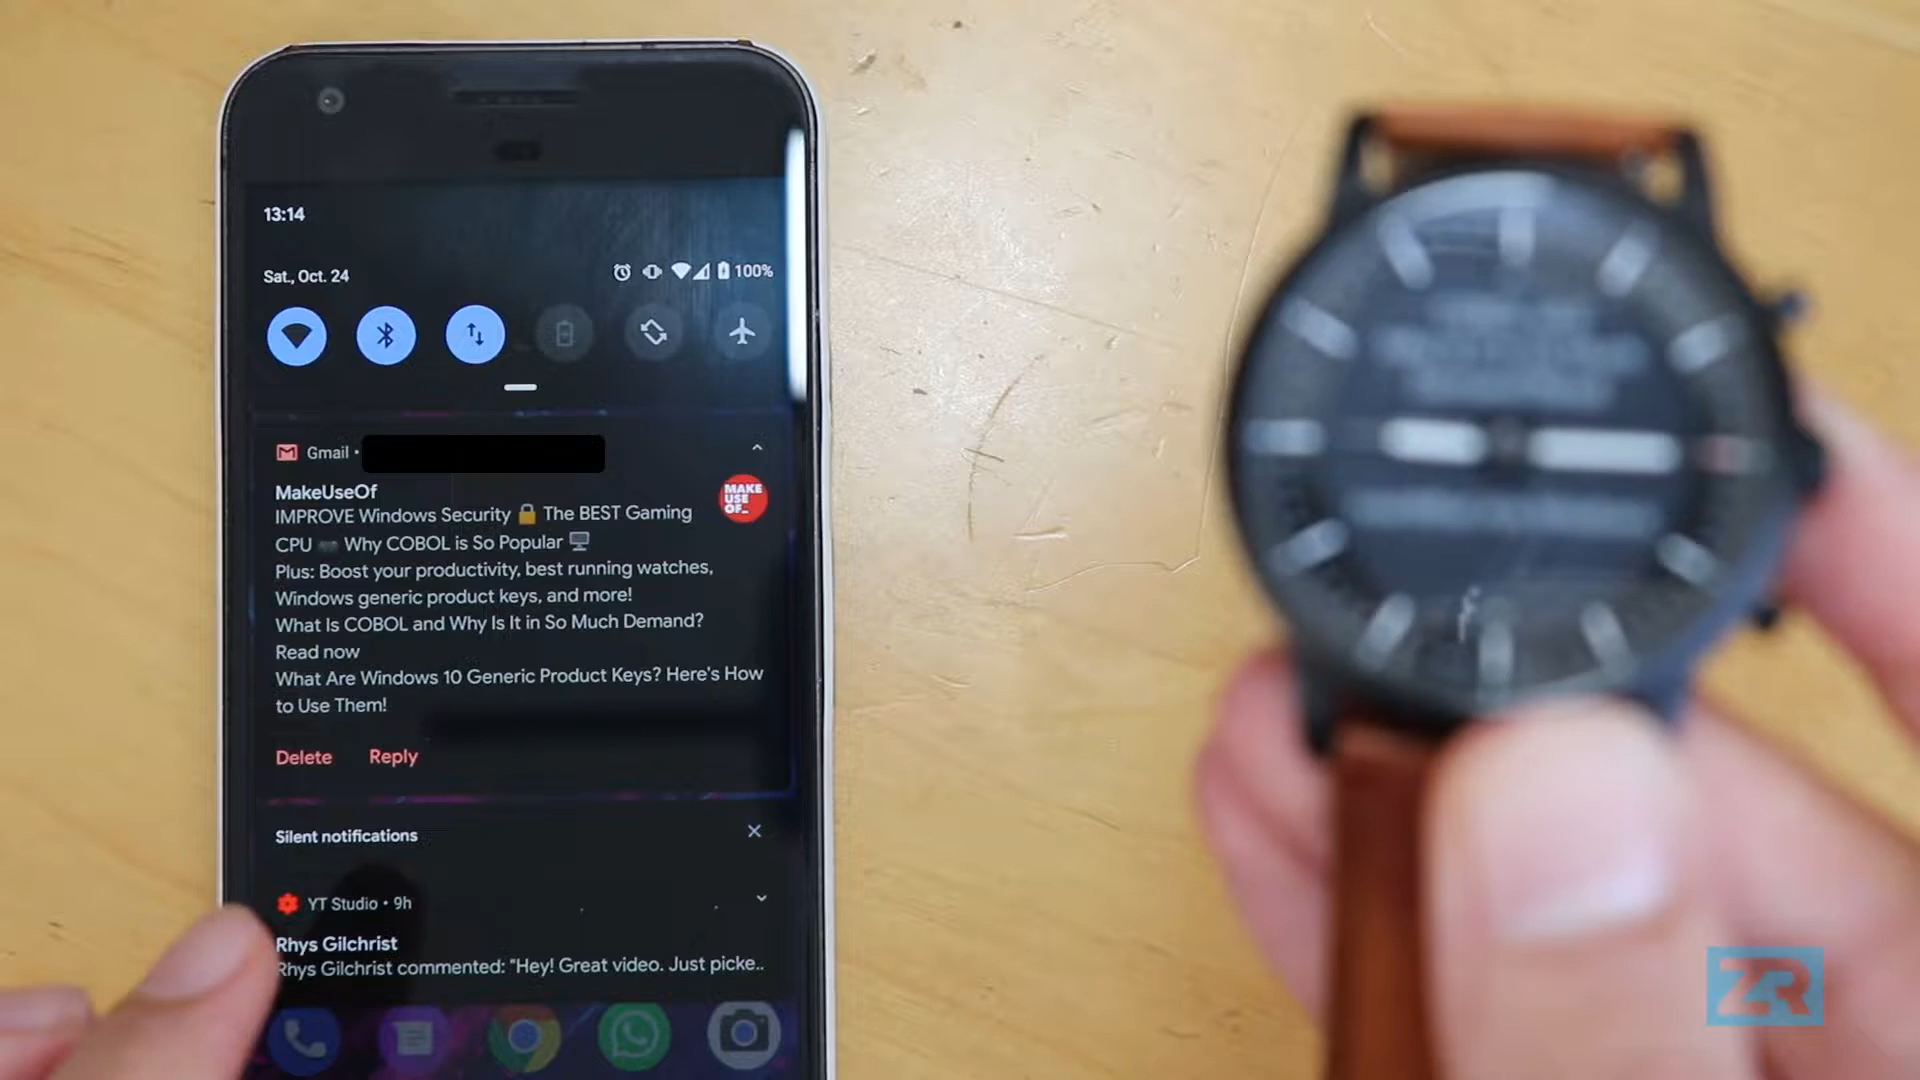 13:14
Sat., Oct. 24
100%
Gmail •
MakeUseOf
IMPROVE Windows Security 🔒 The BEST Gaming
CPU 🎮 Why COBOL is So Popular 🖥️
Plus: Boost your productivity, best running watches,
Windows generic product keys, and more!
What Is COBOL and Why Is It in So Much Demand?
Read now
What Are Windows 10 Generic Product Keys? Here's How
to Use Them!
MAKE
USE
OF..
Delete Reply
Silent notifications
YT Studio • 9h
Rhys Gilchrist
Rhys Gilchrist commented: “Hey! Great video. Just picke..
ZR